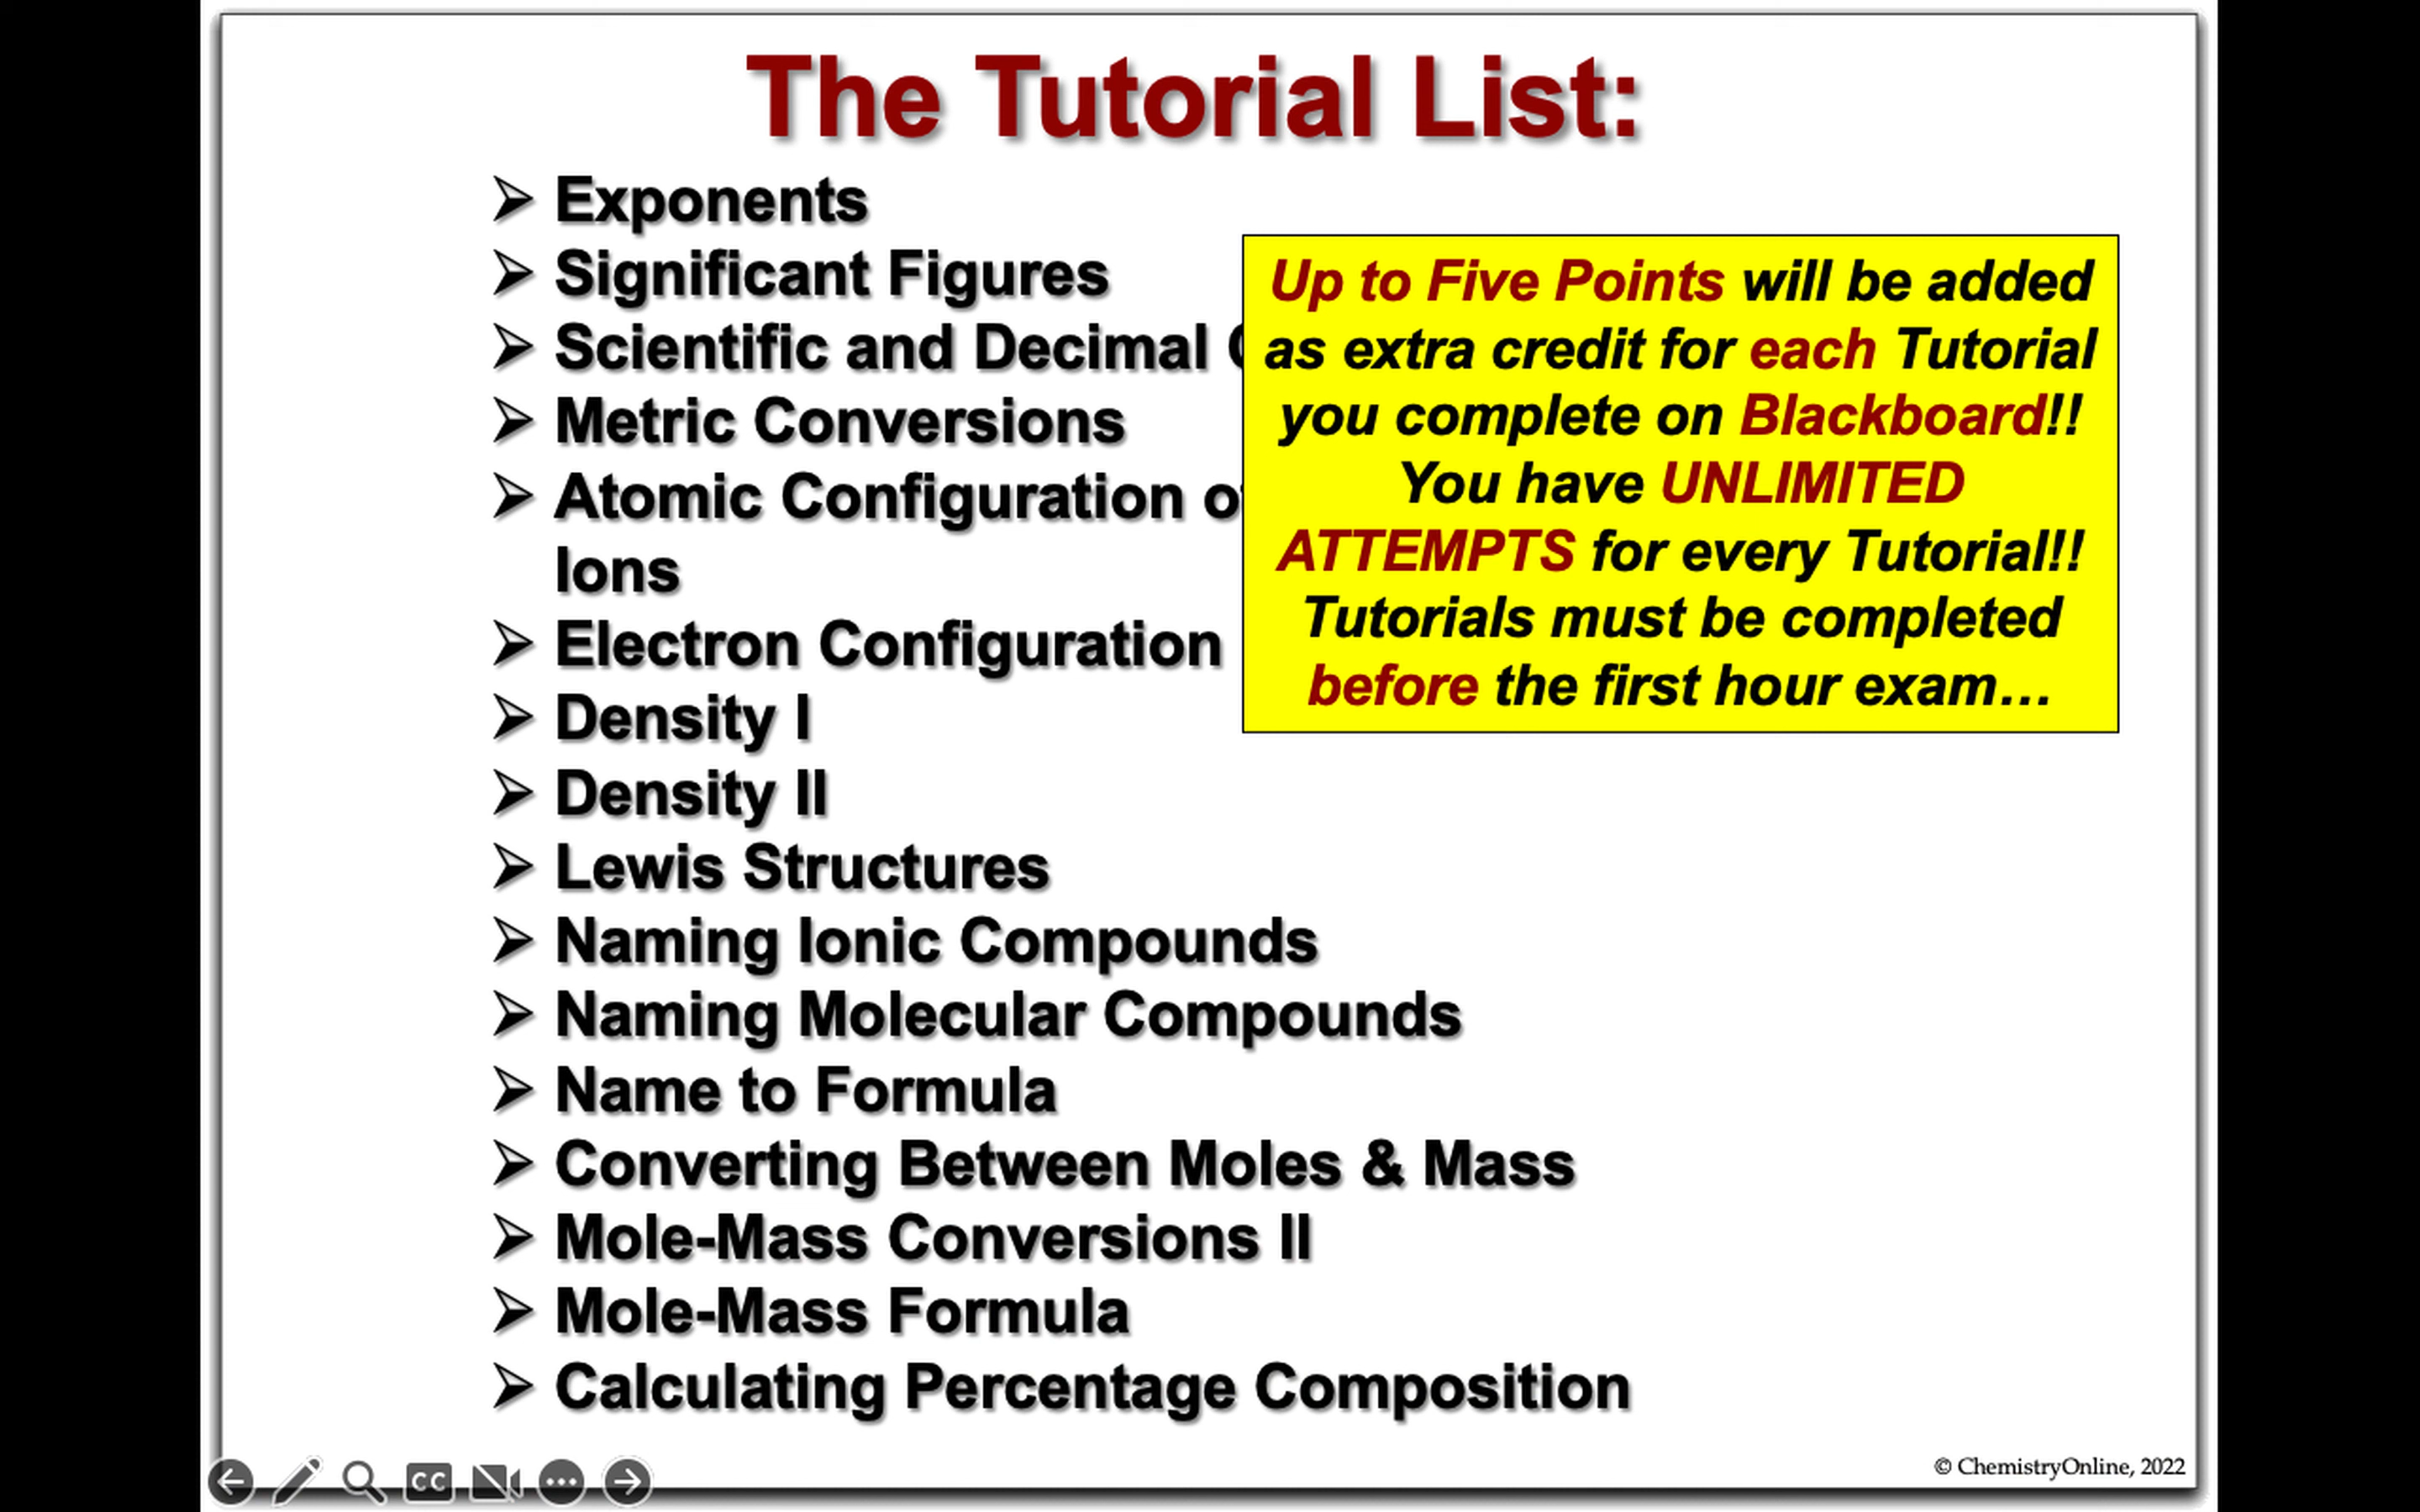 The Tutorial List:
➢ Exponents
➢ Significant Figures
➢ Scientific and Decimal
➢ Metric Conversions
➢ Atomic Configuration
Ions
➢ Electron Configuration
➢ Density I
➢ Density II
➢ Lewis Structures
➢ Naming Ionic Compounds
➢ Naming Molecular Compounds
➢ Name to Formula
➢ Converting Between Moles & Mass
➢ Mole-Mass Conversions II
➢ Mole-Mass Formula
➢ Calculating Percentage Composition
Up to Five Points will be added
as extra credit for each Tutorial
you complete on Blackboard!!
You have UNLIMITED
ATTEMPTS for every Tutorial!!
Tutorials must be completed
before the first hour exam...
© ChemistryOnline, 2022
CC